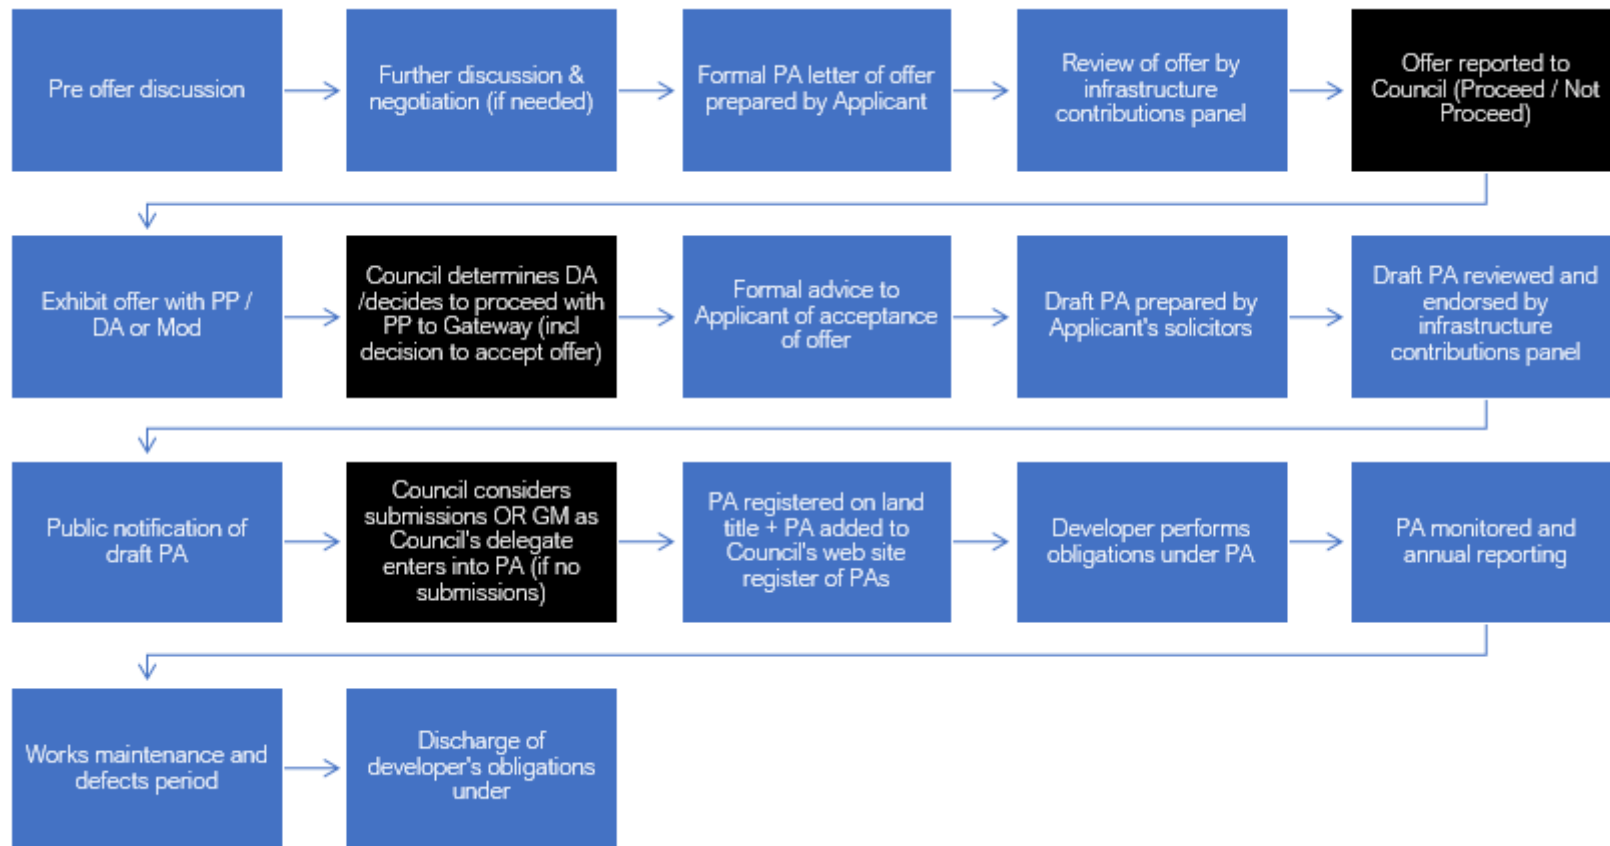 Pre offer discussion
Further discussion &
negotiation (if needed)
Formal PA letter of offer
prepared by Applicant
Review of offer by
infrastructure
contributions panel
Offer reported to
Council (Proceed / Not
Proceed)
Exhibit offer with PP /
DA or Mod
Council determines DA
/decides to proceed with
PP to Gateway (incl
decision to accept offer)
Formal advice to
Applicant of acceptance
of offer
Draft PA prepared by
Applicant's solicitors
Draft PA reviewed and
endorsed by
infrastructure
contributions panel
Public notification of
draft PA
Council considers
submissions OR GM as
Council's delegate
enters into PA (if no
submissions)
PA registered on land
title + PA added to
Council's web site
register of PAs
Developer performs
obligations under PA
PA monitored and
annual reporting
Works maintenance and
defects period
Discharge of
developer's obligations
under